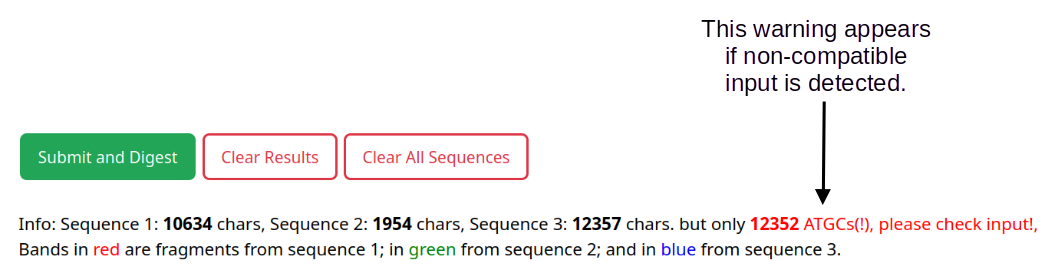 This warning appears
if non-compatible
input is detected.
Submit and Digest Clear Results Clear All Sequences
Info: Sequence 1: 10634 chars, Sequence 2: 1954 chars, Sequence 3: 12357 chars. but only 12352 ATGCs(!), please check input!,
Bands in red are fragments from sequence 1; in green from sequence 2; and in blue from sequence 3.